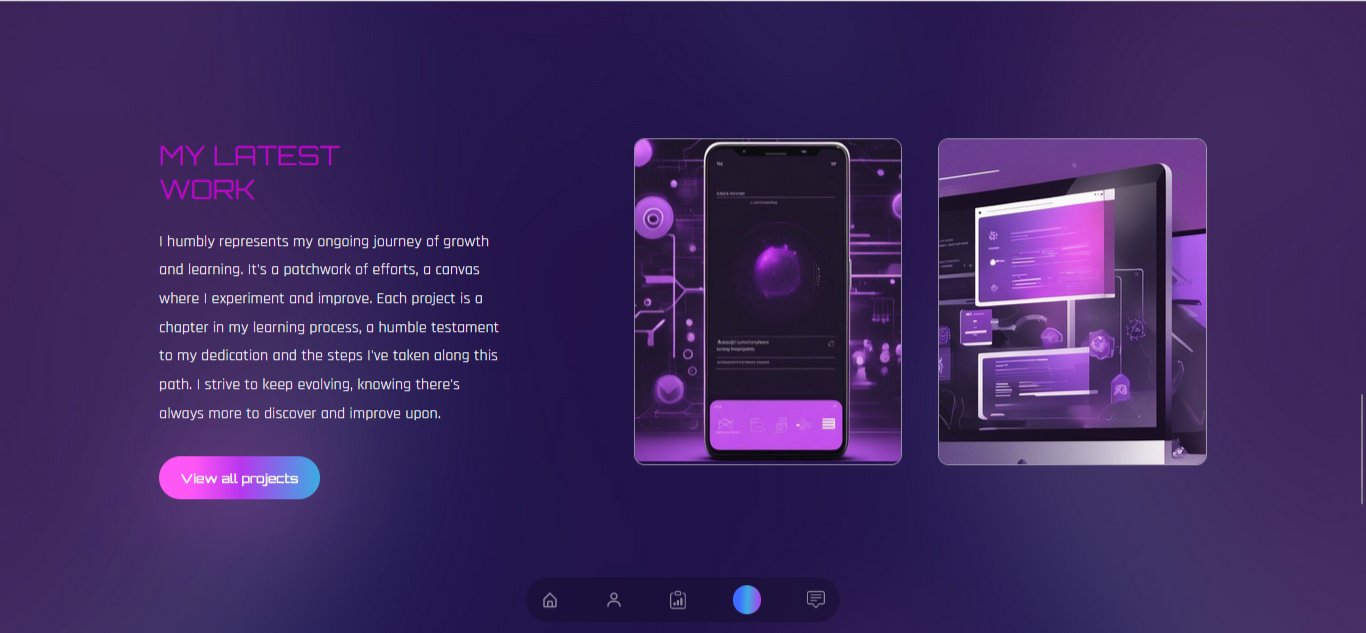 MY LATEST
WORK
I humbly represents my ongoing journey of growth
and learning. It's a patchwork of efforts, a canvas
where I experiment and improve. Each project is a
chapter in my learning process, a humble testament
to my dedication and the steps I've taken along this
path. I strive to keep evolving, knowing there's
always more to discover and improve upon.
View all projects